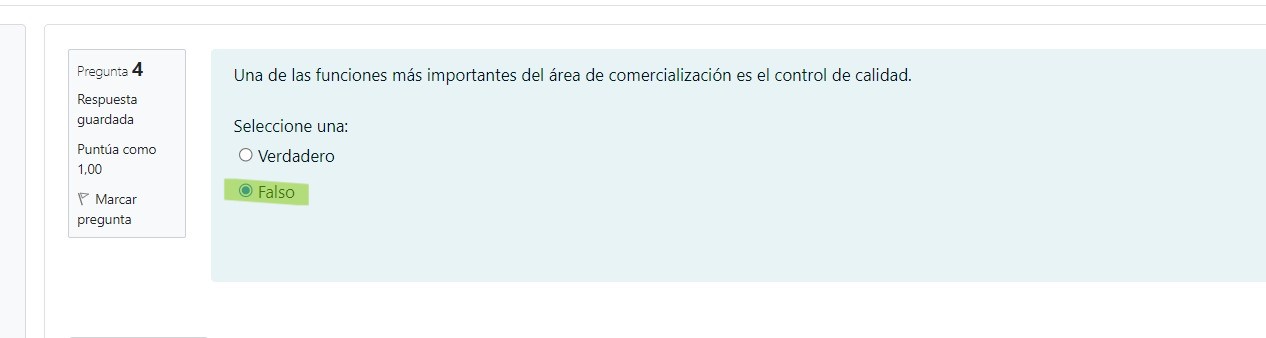 Pregunta 4
Respuesta
guardada
Puntúa como
1,00
Marcar
pregunta
Una de las funciones más importantes del área de comercialización es el control de calidad.
Seleccione una:
Verdadero
Falso